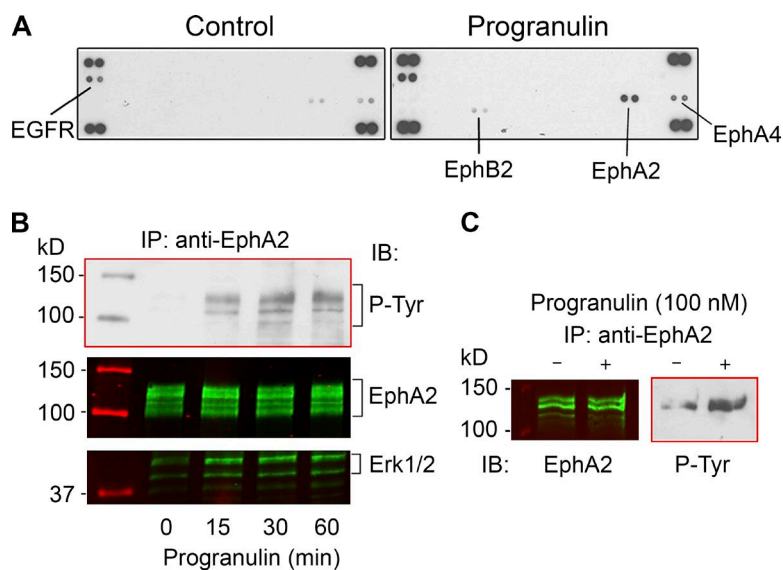 A
Control
Progranulin
EGFR
EphB2
EphA2
EphA4
B
kD
IP: anti-EphA2
IB:
150 -
100 -
P-Tyr
150 -
100 -
EphA2
37 -
Erk1/2
0 15 30 60
Progranulin (min)
C
Progranulin (100 nM)
IP: anti-EphA2
kD
– + – +
150 -
100 -
IB: EphA2 P-Tyr